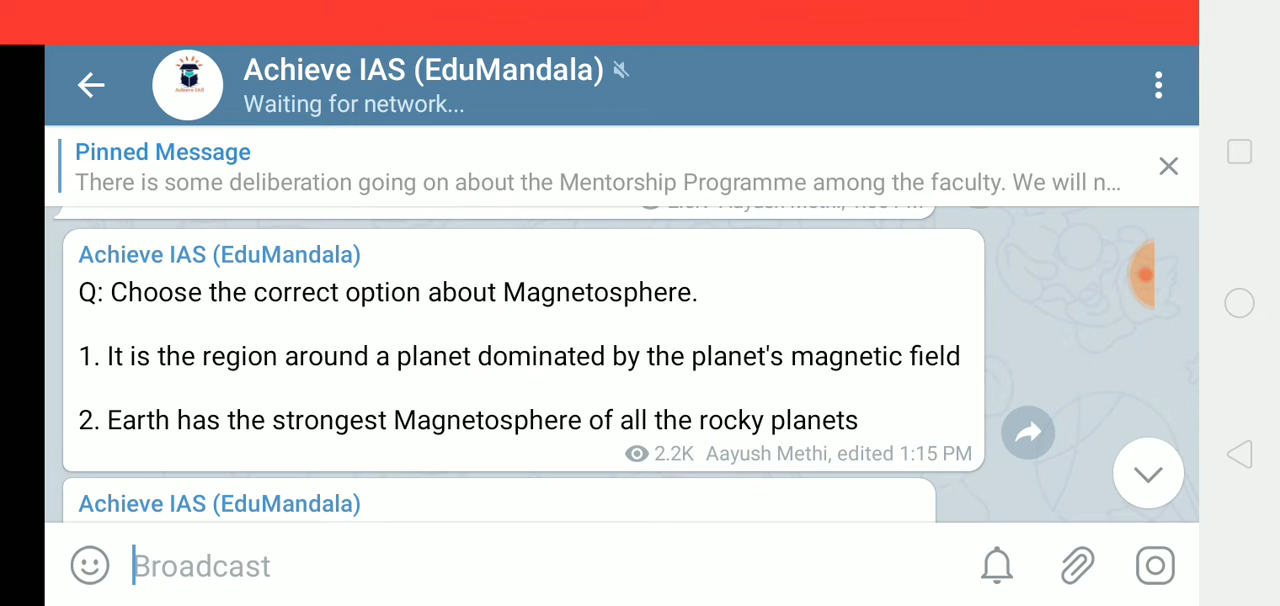 Achieve IAS (EduMandala)
Waiting for network...
Pinned Message
There is some deliberation going on about the Mentorship Programme among the faculty. We will n...
Achieve IAS (EduMandala)
Q: Choose the correct option about Magnetosphere.
1. It is the region around a planet dominated by the planet's magnetic field
2. Earth has the strongest Magnetosphere of all the rocky planets
2.2K Aayush Methi, edited 1:15 PM
Achieve IAS (EduMandala)
Broadcast